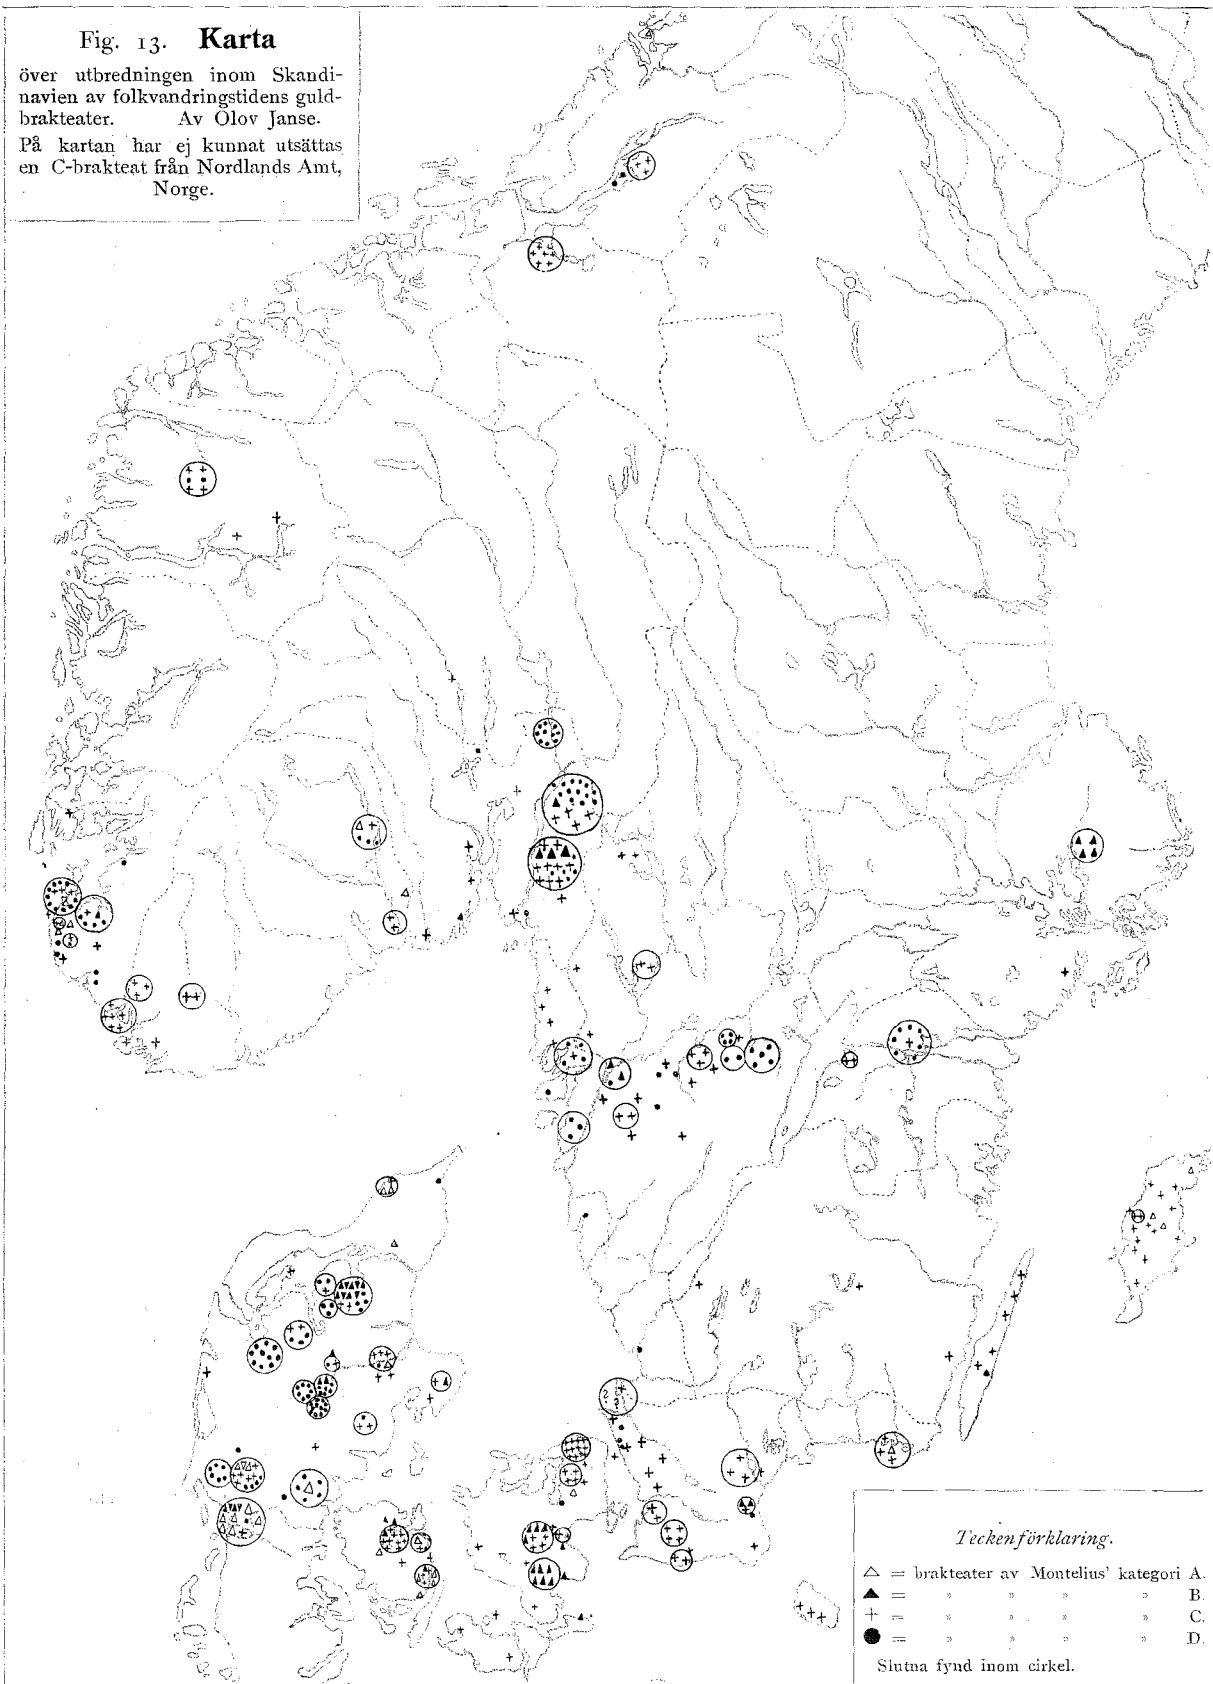 Fig. 13. Karta
över utbredningen inom Skandi-
navien av folkvandringstidens guld-
brakteater. Av Olov Janse.
På kartan har ej kunnat utsättas
en C-brakteat från Nordlands Amt,
Norge.
Teckenförklaring.
△ = brakteater av Montelius' kategori A.
▲ = » » » » B.
+ = » » » » C.
● = » » » » D.
Slutna fynd inom cirkel.